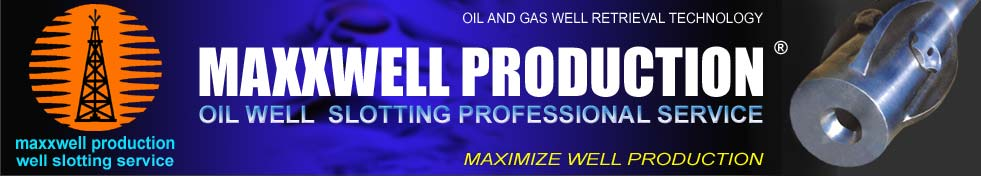 OIL AND GAS WELL RETRIEVAL TECHNOLOGY
MAXXWELL PRODUCTION ®
OIL WELL SLOTTING PROFESSIONAL SERVICE
maxxwell production
well slotting service
MAXIMIZE WELL PRODUCTION